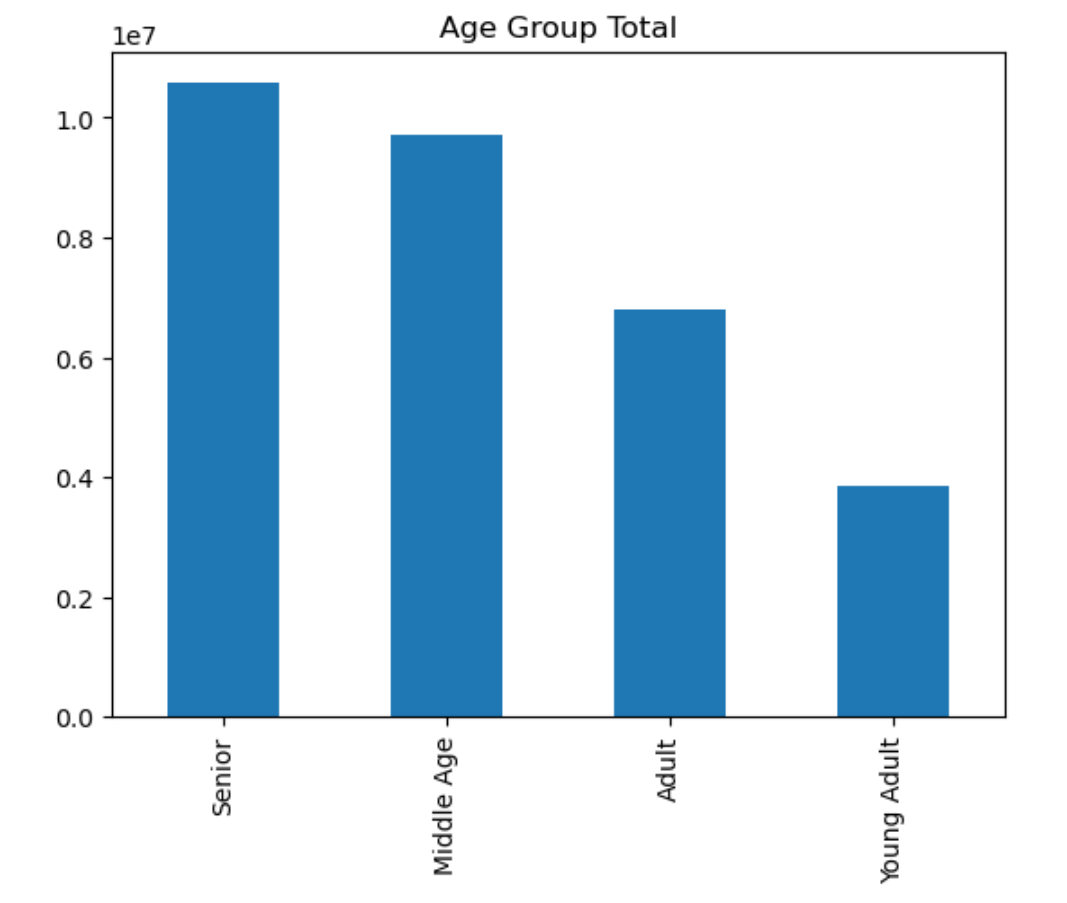 Age Group Total
1e7
1.0
0.8
0.6
0.4
0.2
0.0
Senior
Middle Age
Adult
Young Adult